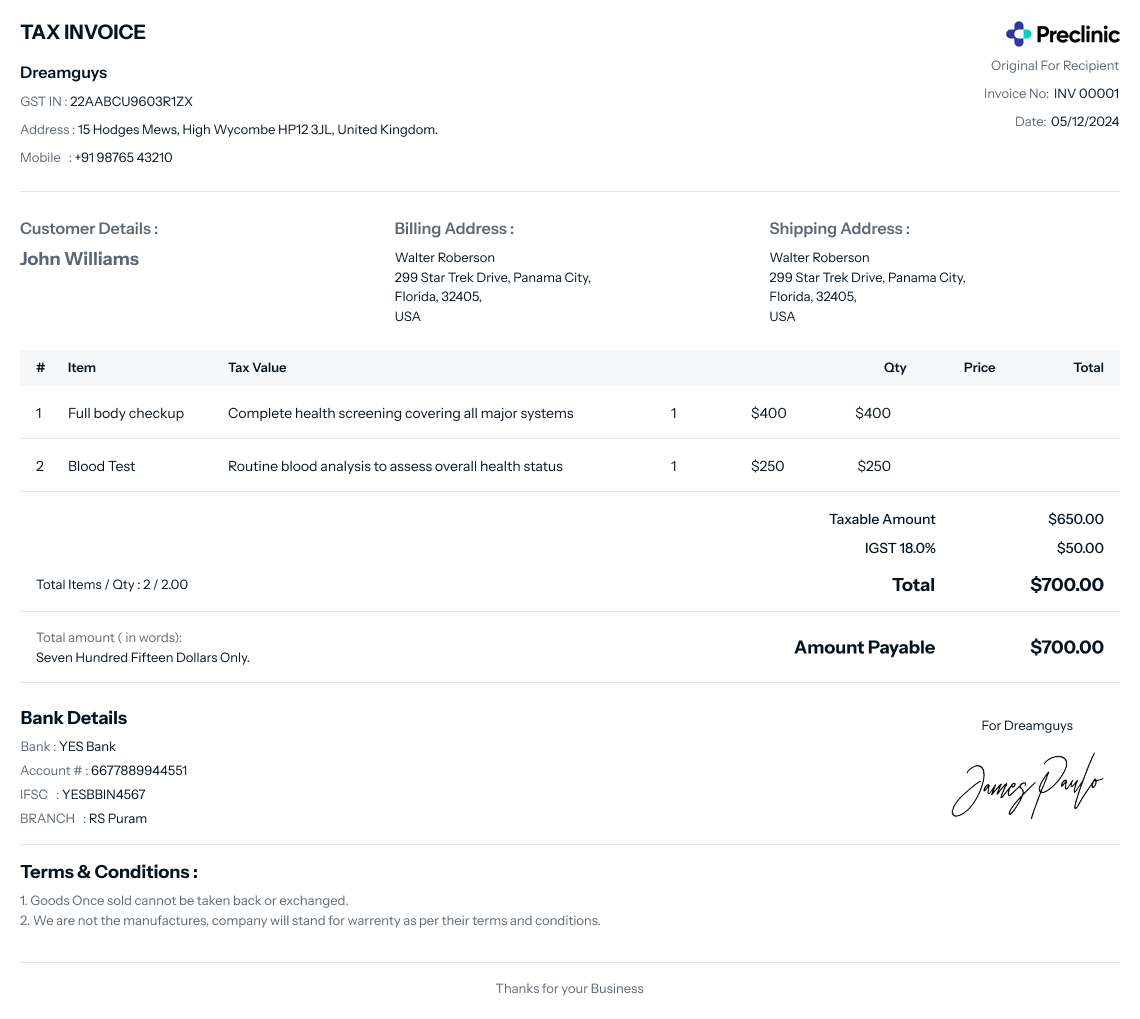 TAX INVOICE
Preclinic
Dreamguys
Original For Recipient
GST IN : 22AABCU9603R1ZX
Invoice No: INV 00001
Address : 15 Hodges Mews, High Wycombe HP12 3JL, United Kingdom.
Date: 05/12/2024
Mobile : +91 98765 43210
Customer Details :
John Williams
Billing Address :
Walter Roberson
299 Star Trek Drive, Panama City,
Florida, 32405,
USA
Shipping Address :
Walter Roberson
299 Star Trek Drive, Panama City,
Florida, 32405,
USA
# Item Tax Value Qty Price Total
1 Full body checkup Complete health screening covering all major systems 1 $400 $400
2 Blood Test Routine blood analysis to assess overall health status 1 $250 $250
Taxable Amount $650.00
IGST 18.0% $50.00
Total Items / Qty : 2 / 2.00 Total $700.00
Total amount ( in words):
Seven Hundred Fifteen Dollars Only.
Amount Payable $700.00
Bank Details
Bank : YES Bank
Account # : 6677889944551
IFSC : YESBBIN4567
BRANCH : RS Puram
For Dreamguys
James Paulo
Terms & Conditions :
1. Goods Once sold cannot be taken back or exchanged.
2. We are not the manufactures, company will stand for warrenty as per their terms and conditions.
Thanks for your Business